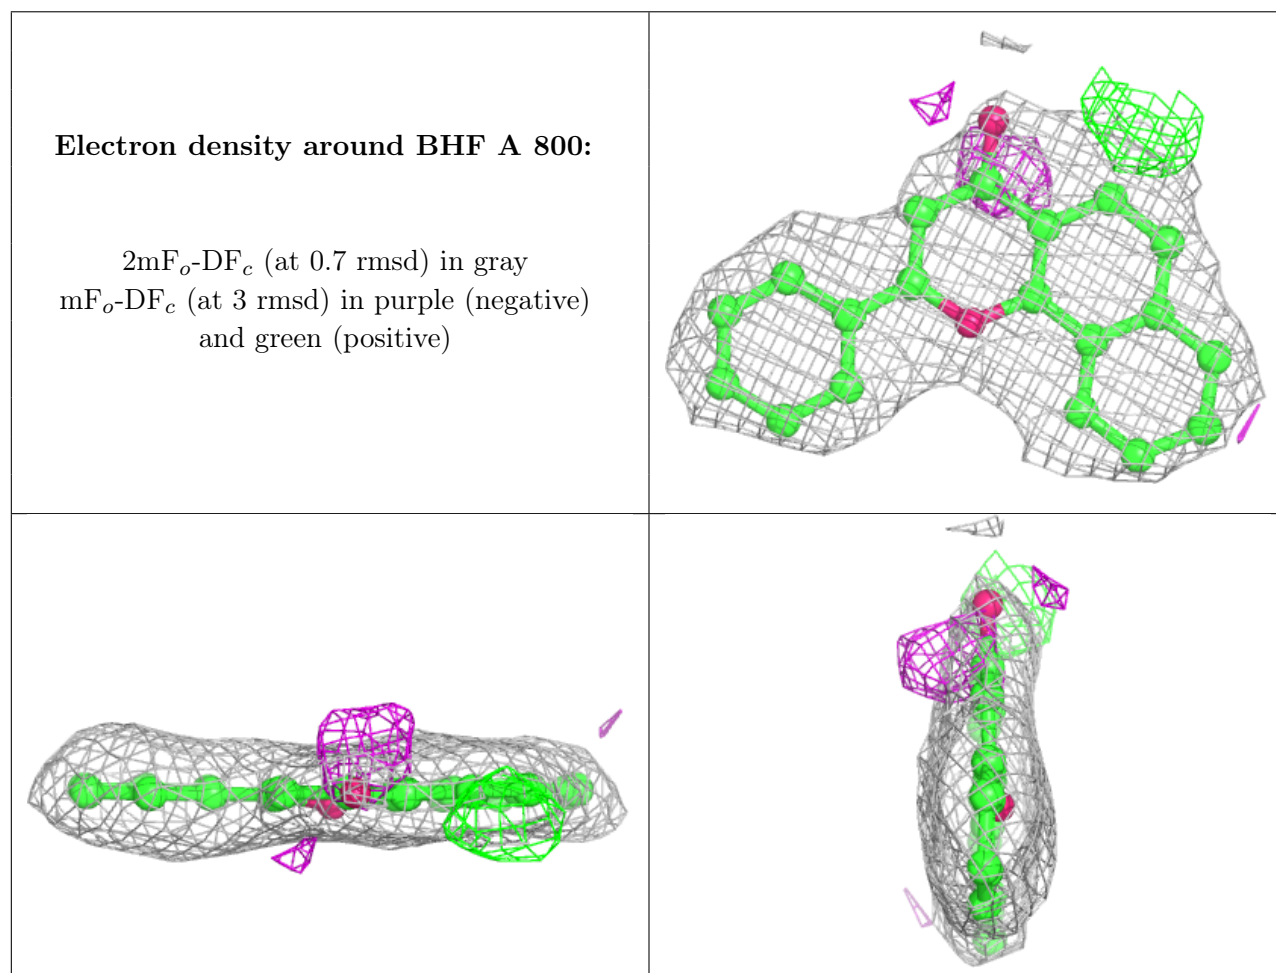 Electron density around BHF A 800:
2mFₒ-DF𝒸 (at 0.7 rmsd) in gray
mFₒ-DF𝒸 (at 3 rmsd) in purple (negative)
and green (positive)